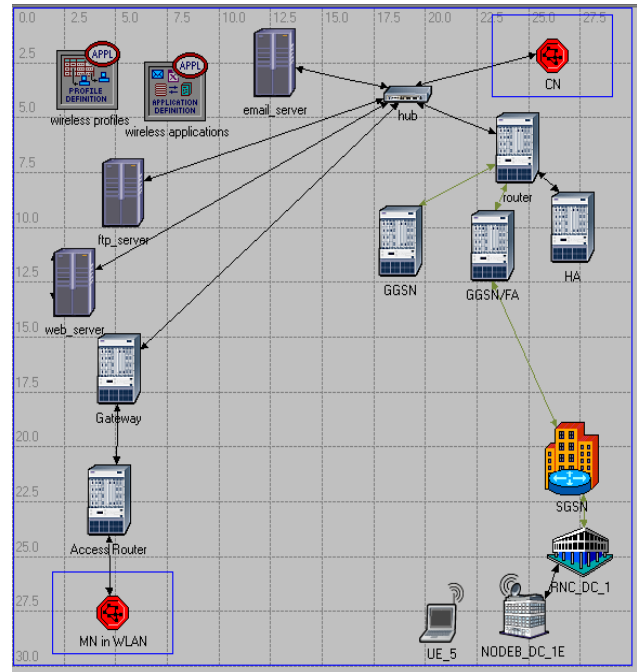 0.0 2.5 5.0 7.5 10.0 12.5 15.0 17.5 20.0 22.5 25.0 27.5
2.5
5.0
7.5
10.0
12.5
15.0
17.5
20.0
22.5
25.0
27.5
30.0
APPL
PROFILE
DEFINITION
wireless profiles
APPL
APPLICATION
DEFINITION
wireless applications
email_server
hub
CN
ftp_server
router
web_server
GGSN
GGSN/FA
HA
Gateway
SGSN
Access Router
RNC_DC_1
MN in WLAN
UE_5
NODEB_DC_1E